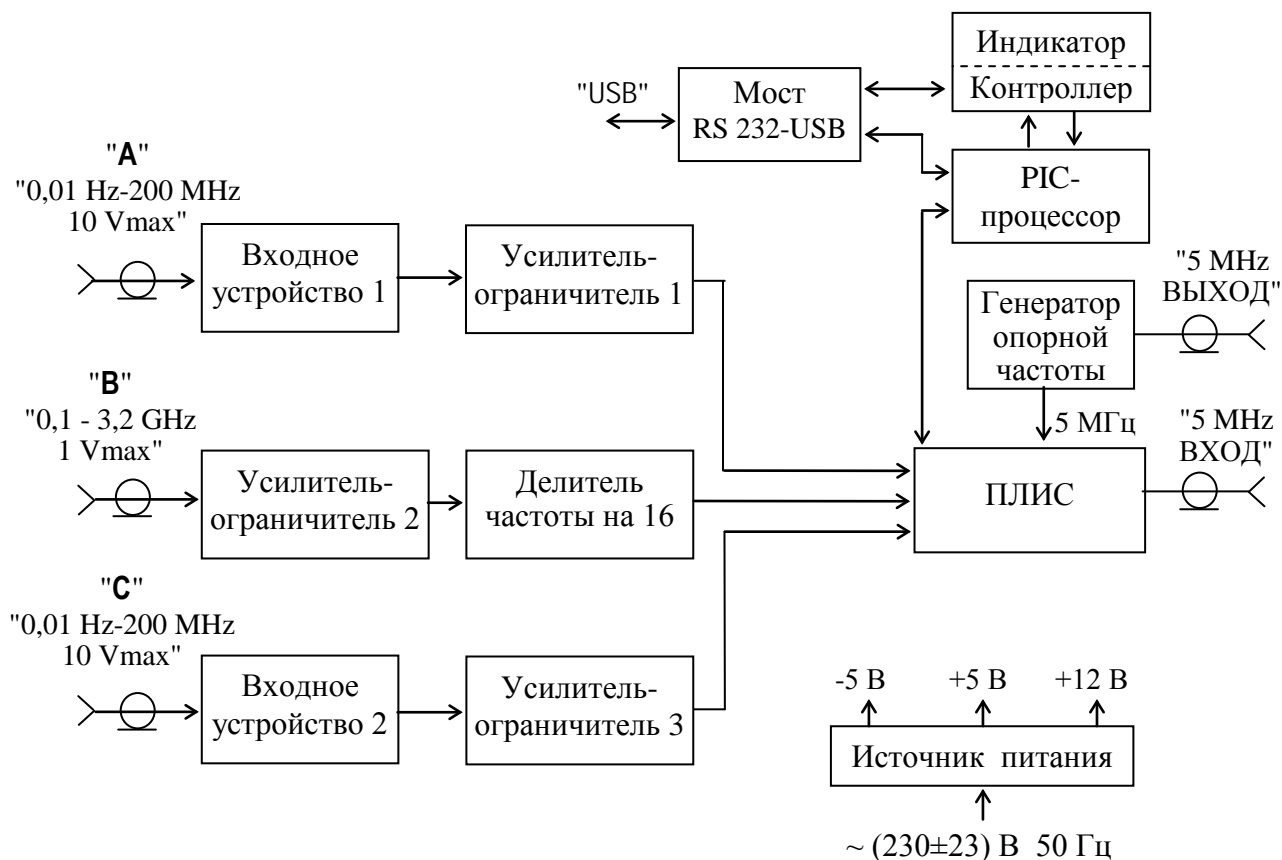 Индикатор
Контроллер
"USB"
Мост
RS 232-USB
PIC-
процессор
"A"
"0,01 Hz-200 MHz
10 Vmax"
Входное
устройство 1
Усилитель-
ограничитель 1
Генератор
опорной
частоты
"5 MHz
ВЫХОД"
5 МГц
"5 MHz
ВХОД"
"B"
"0,1 - 3,2 GHz
1 Vmax"
Усилитель-
ограничитель 2
Делитель
частоты на 16
ПЛИС
"C"
"0,01 Hz-200 MHz
10 Vmax"
Входное
устройство 2
Усилитель-
ограничитель 3
-5 В
+5 В
+12 В
Источник питания
~ (230±23) В 50 Гц